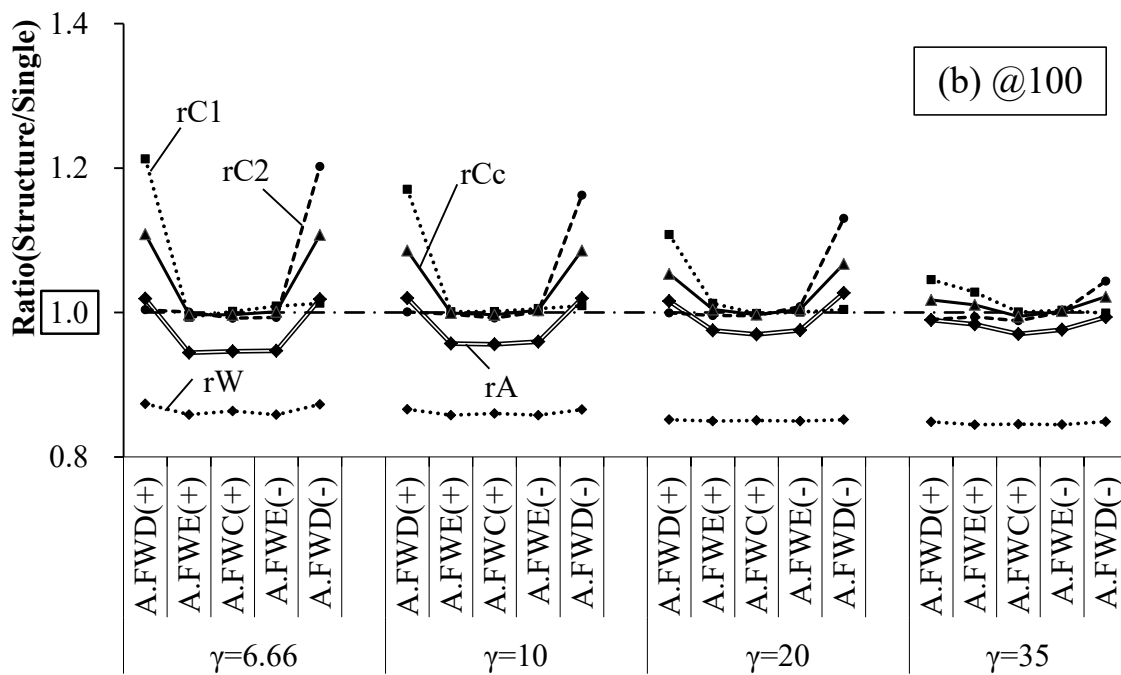 Ratio(Structure/Single)
1.4
1.2
1.0
0.8
(b) @100
rC1
rC2
rCc
rW
rA
A.FWD(+)
A.FWE(+)
A.FWC(+)
A.FWE(-)
A.FWD(-)
A.FWD(+)
A.FWE(+)
A.FWC(+)
A.FWE(-)
A.FWD(-)
A.FWD(+)
A.FWE(+)
A.FWC(+)
A.FWE(-)
A.FWD(-)
A.FWD(+)
A.FWE(+)
A.FWC(+)
A.FWE(-)
A.FWD(-)
γ=6.66
γ=10
γ=20
γ=35